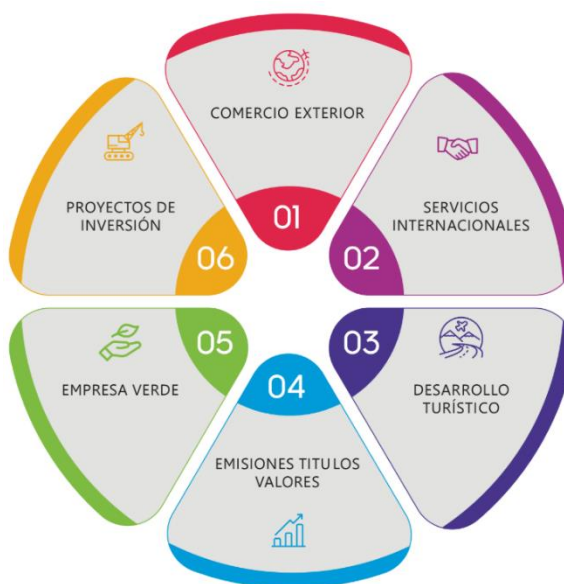 01
COMERCIO EXTERIOR
02
SERVICIOS
INTERNACIONALES
03
DESARROLLO
TURÍSTICO
04
EMISIONES TITULOS
VALORES
05
EMPRESA VERDE
06
PROYECTOS DE
INVERSIÓN